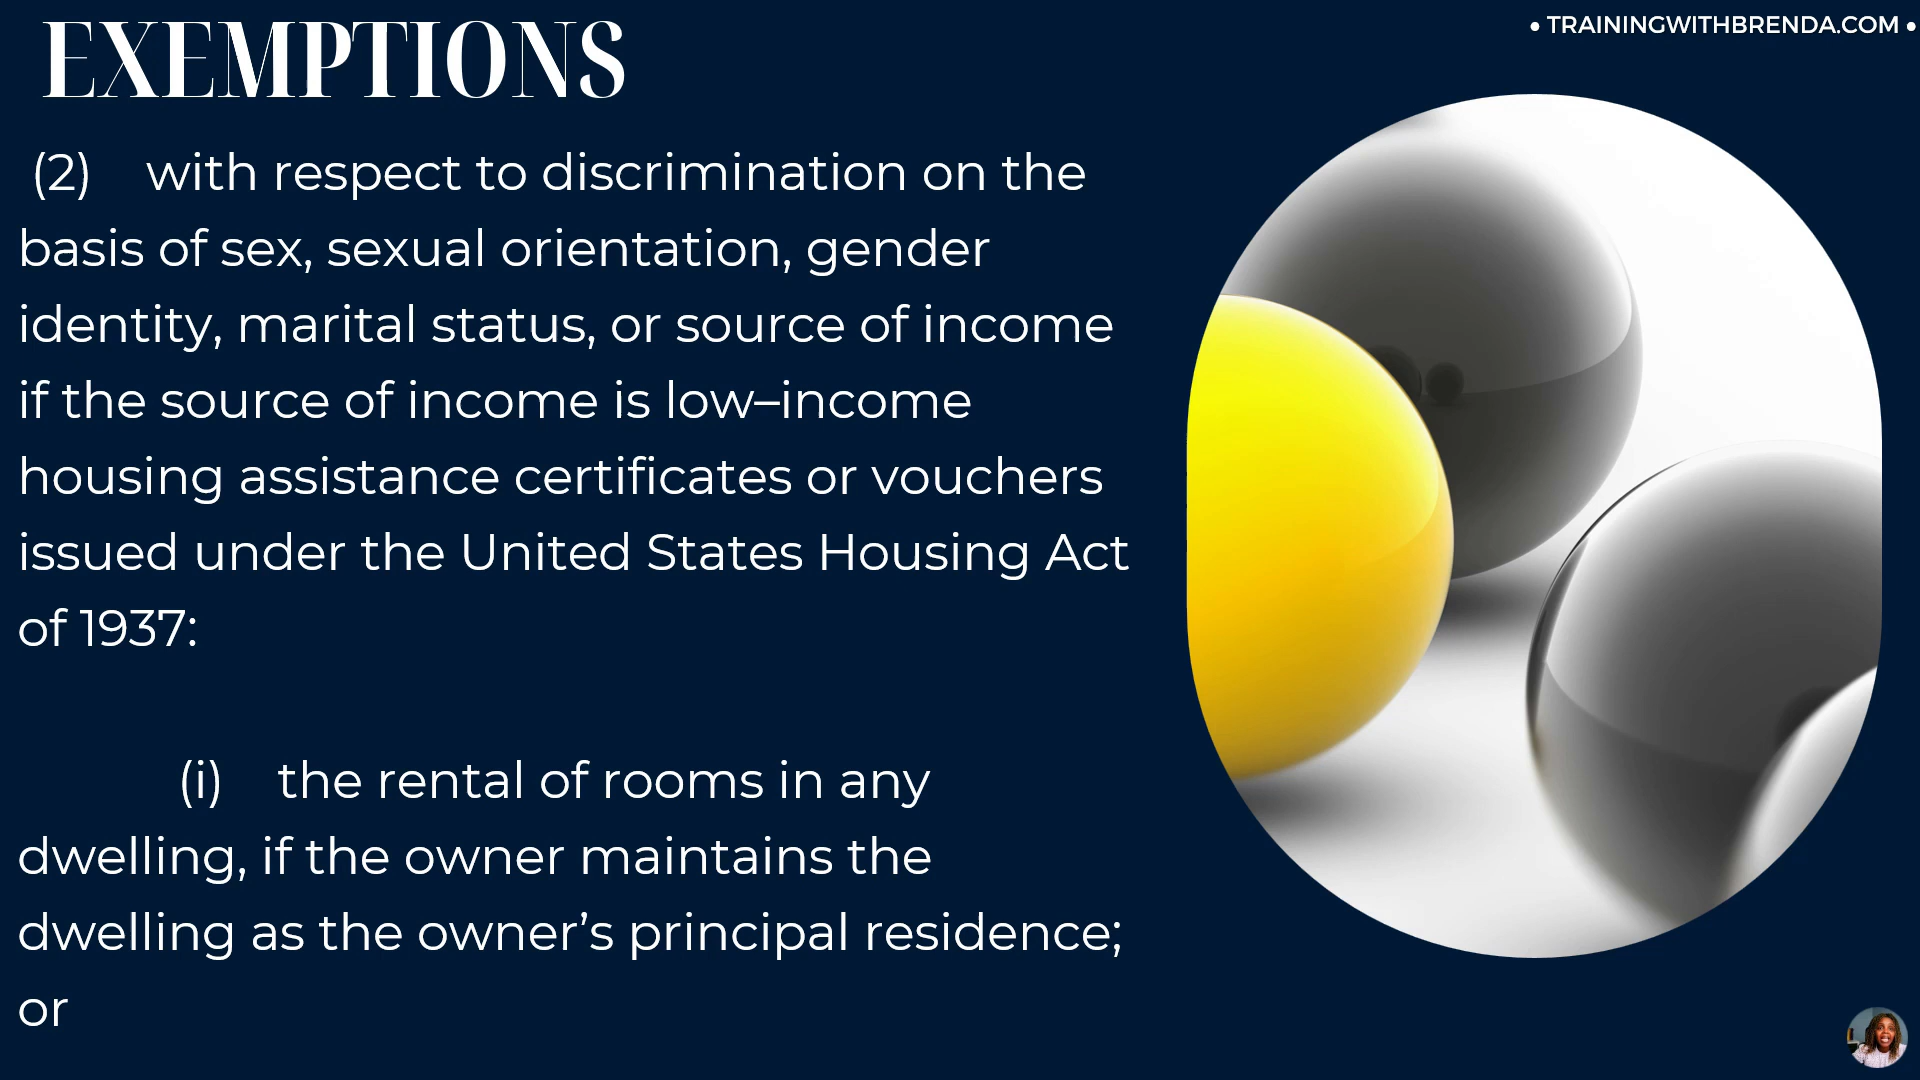 EXEMPTIONS
• TRAININGWITHBRENDA.COM •
(2) with respect to discrimination on the
basis of sex, sexual orientation, gender
identity, marital status, or source of income
if the source of income is low–income
housing assistance certificates or vouchers
issued under the United States Housing Act
of 1937:
(i) the rental of rooms in any
dwelling, if the owner maintains the
dwelling as the owner’s principal residence;
or